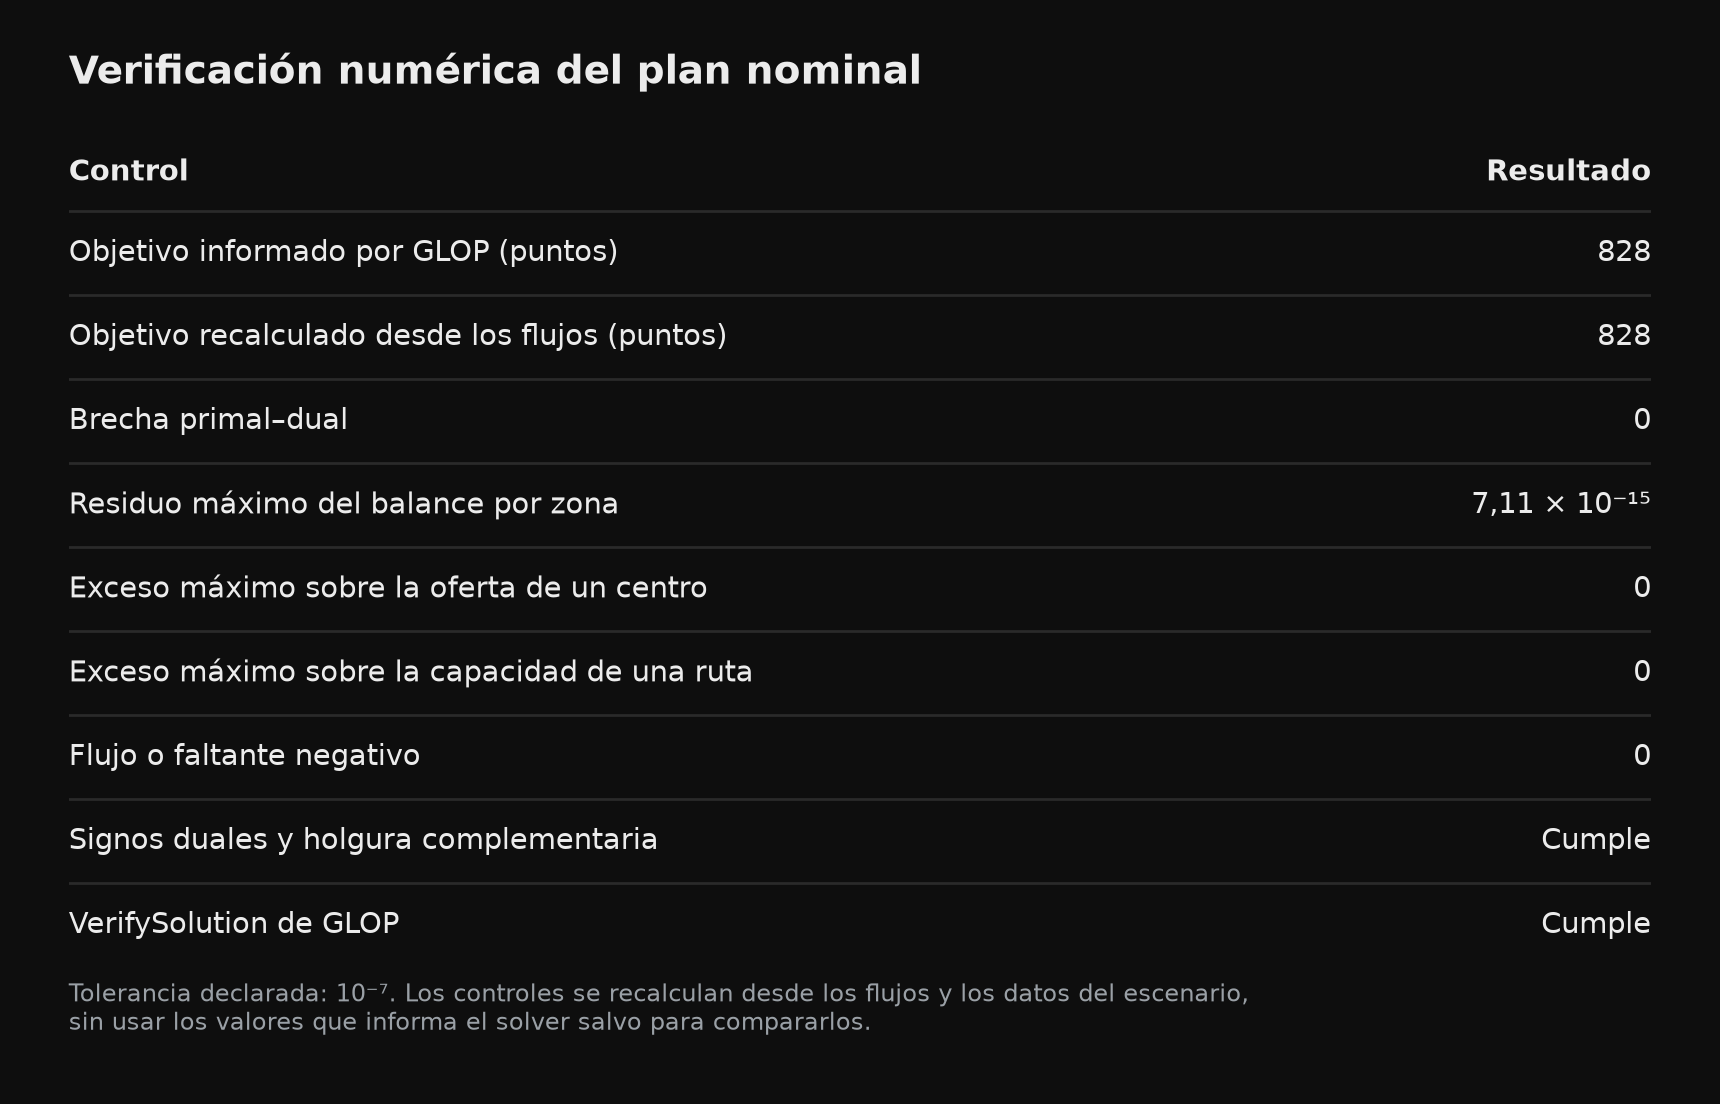 Verificación numérica del plan nominal
Control Resultado
Objetivo informado por GLOP (puntos) 828
Objetivo recalculado desde los flujos (puntos) 828
Brecha primal–dual 0
Residuo máximo del balance por zona 7,11 × 10⁻¹⁵
Exceso máximo sobre la oferta de un centro 0
Exceso máximo sobre la capacidad de una ruta 0
Flujo o faltante negativo 0
Signos duales y holgura complementaria Cumple
VerifySolution de GLOP Cumple
Tolerancia declarada: 10⁻⁷. Los controles se recalculan desde los flujos y los datos del escenario,
sin usar los valores que informa el solver salvo para compararlos.